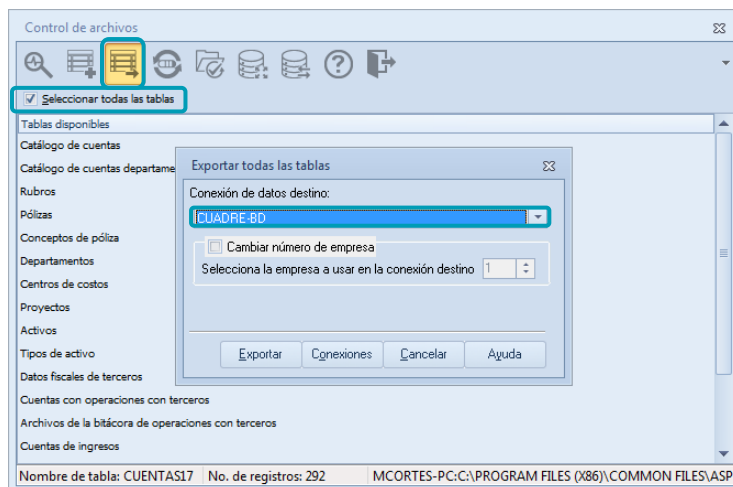 Control de archivos
Seleccionar todas las tablas
Tablas disponibles
Catálogo de cuentas
Catálogo de cuentas departame
Rubros
Pólizas
Conceptos de póliza
Departamentos
Centros de costos
Proyectos
Activos
Tipos de activo
Datos fiscales de terceros
Cuentas con operaciones con terceros
Archivos de la bitácora de operaciones con terceros
Cuentas de ingresos
Exportar todas las tablas
Conexión de datos destino:
CUADRE-BD
Cambiar número de empresa
Selecciona la empresa a usar en la conexión destino 1
Exportar Conexiones Cancelar Ayuda
Nombre de tabla: CUENTAS17 No. de registros: 292 MCORTES-PC:C:\PROGRAM FILES (X86)\COMMON FILES\ASP